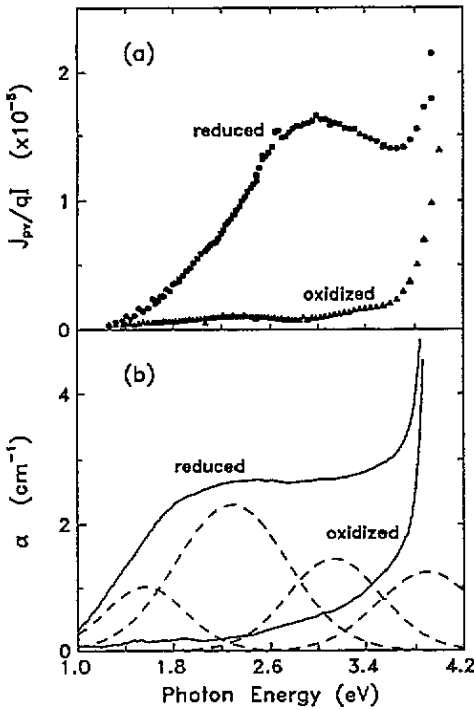 (a)
2
1
0
J_pv/qI (x10⁻⁵)
reduced
oxidized
(b)
4
2
0
α (cm⁻¹)
reduced
oxidized
1.0 1.8 2.6 3.4 4.2
Photon Energy (eV)